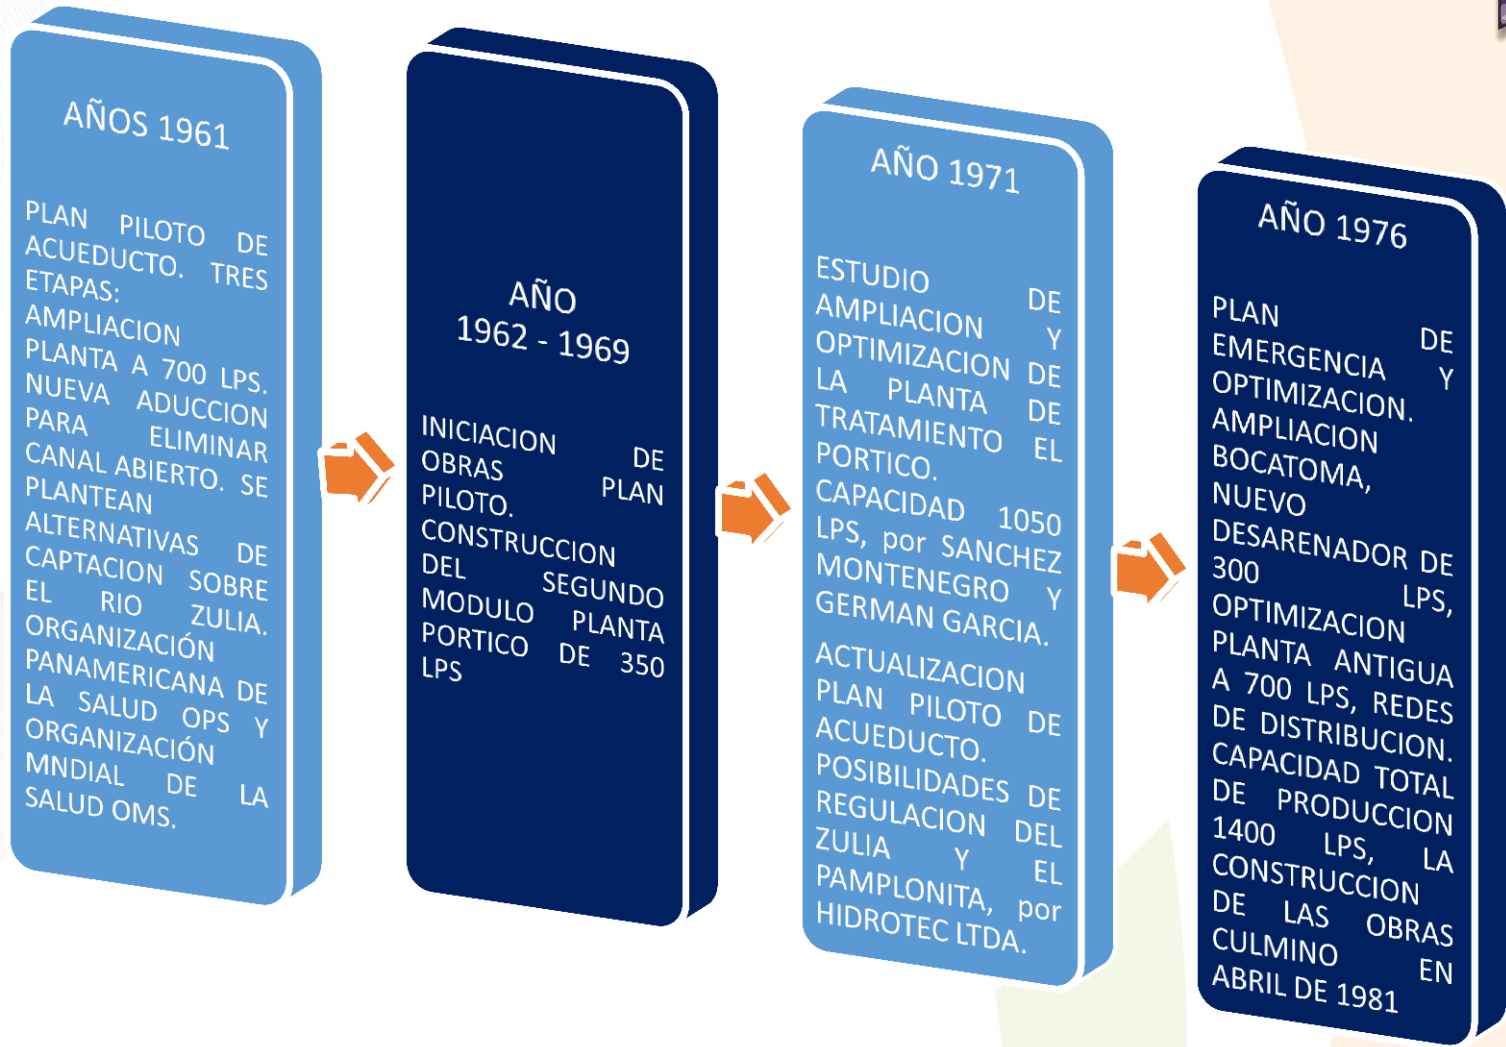 AÑOS 1961
PLAN PILOTO DE
ACUEDUCTO. TRES
ETAPAS:
AMPLIACION
PLANTA A 700 LPS.
NUEVA ADUCCION
PARA ELIMINAR
CANAL ABIERTO. SE
PLANTEAN
ALTERNATIVAS DE
CAPTACION SOBRE
EL RIO ZULIA.
ORGANIZACIÓN
PANAMERICANA DE
LA SALUD OPS Y
ORGANIZACIÓN
MNDIAL DE LA
SALUD OMS.
AÑO
1962 - 1969
INICIACION DE
OBRAS PLAN
PILOTO.
CONSTRUCCION
DEL SEGUNDO
MODULO PLANTA
PORTICO DE 350
LPS
AÑO 1971
ESTUDIO DE
AMPLIACION Y
OPTIMIZACION DE
LA PLANTA DE
TRATAMIENTO EL
PORTICO.
CAPACIDAD 1050
LPS, por SANCHEZ
MONTENEGRO Y
GERMAN GARCIA.
ACTUALIZACION
PLAN PILOTO DE
ACUEDUCTO.
POSIBILIDADES DE
REGULACION DEL
ZULIA Y EL
PAMPLONITA, por
HIDROTEC LTDA.
AÑO 1976
PLAN DE
EMERGENCIA Y
OPTIMIZACION.
AMPLIACION
BOCATOMA,
NUEVO
DESARENADOR DE
300 LPS,
OPTIMIZACION
PLANTA ANTIGUA
A 700 LPS, REDES
DE DISTRIBUCION.
CAPACIDAD TOTAL
DE PRODUCCION
1400 LPS, LA
CONSTRUCCION
DE LAS OBRAS
CULMINO EN
ABRIL DE 1981